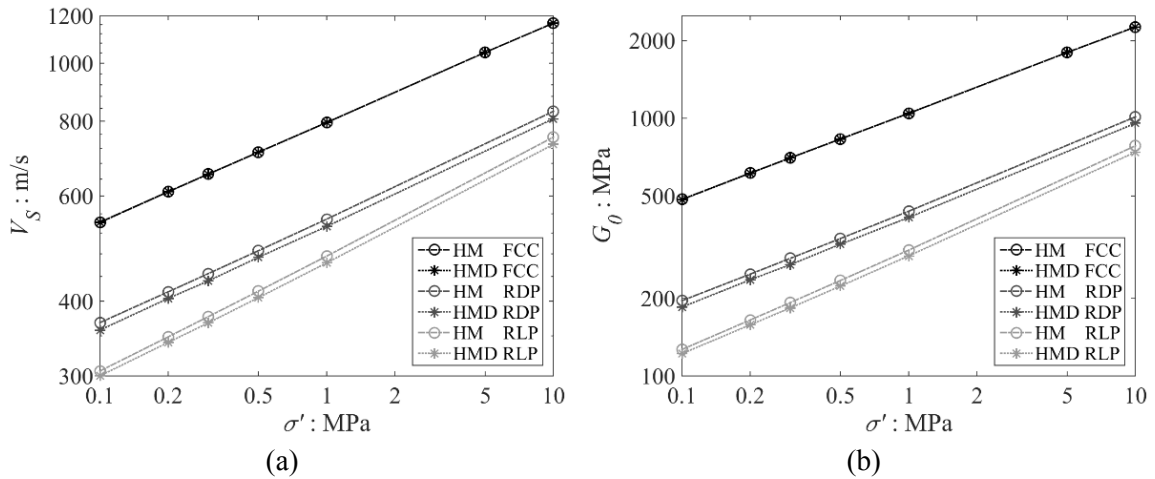 1200
1000
800
600
400
300
V_S : m/s
0.1 0.2 0.5 1 2 5 10
σ′ : MPa
HM FCC
HMD FCC
HM RDP
HMD RDP
HM RLP
HMD RLP
(a)
2000
1000
500
200
100
G_0 : MPa
0.1 0.2 0.5 1 2 5 10
σ′ : MPa
HM FCC
HMD FCC
HM RDP
HMD RDP
HM RLP
HMD RLP
(b)